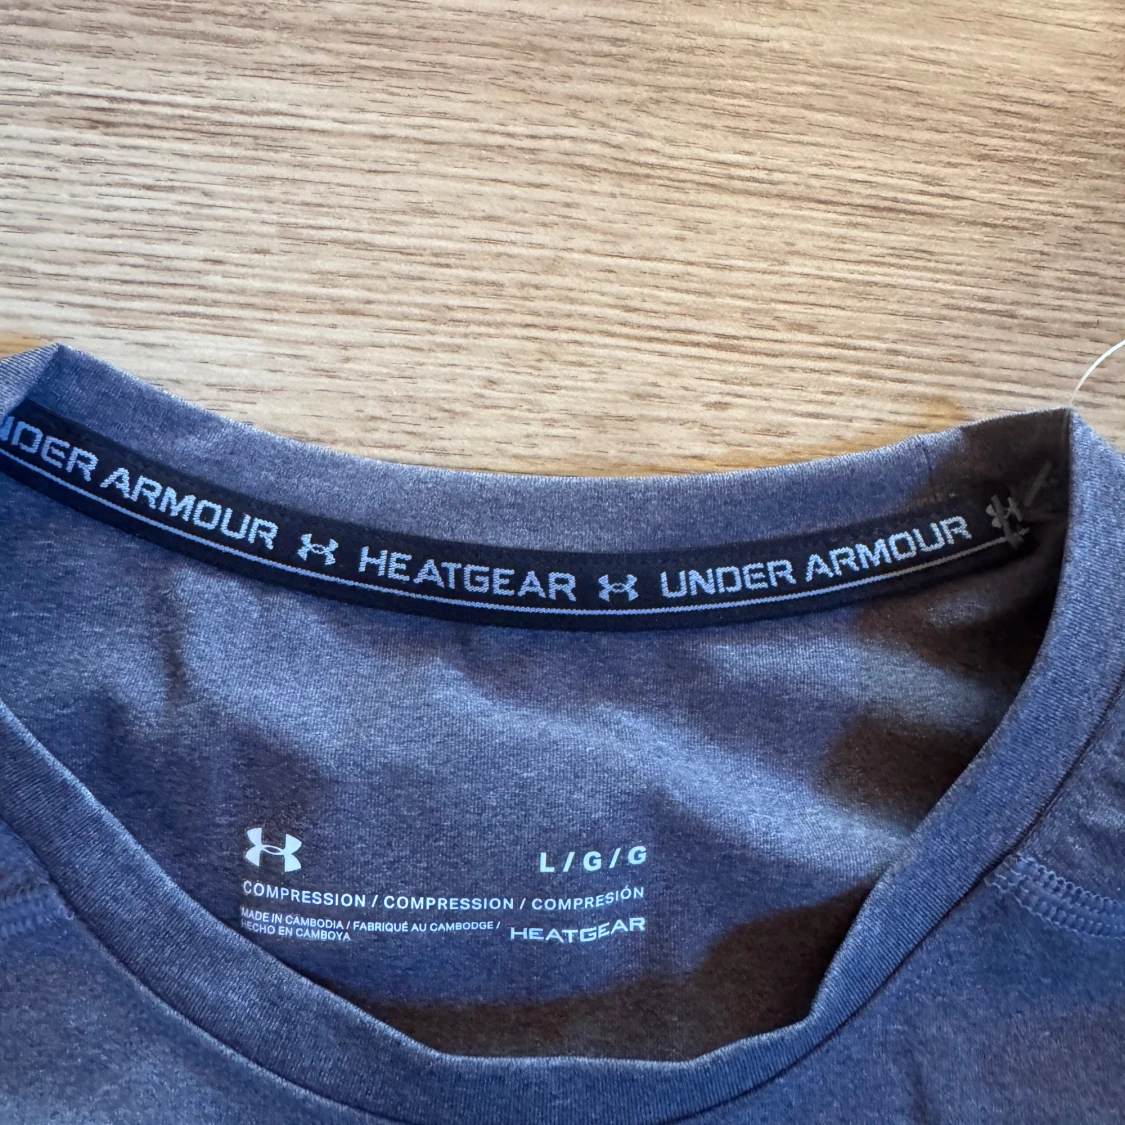 UNDER ARMOUR HEATGEAR UNDER ARMOUR
L / G / G
COMPRESSION / COMPRESSION / COMPRESIÓN
MADE IN CAMBODIA / FABRIQUÉ AU CAMBODGE /
HECHO EN CAMBOYA
HEATGEAR